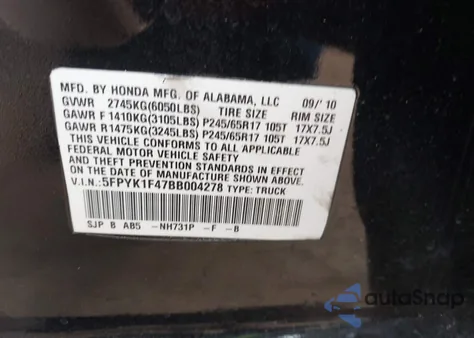 MFD. BY HONDA MFG. OF ALABAMA, LLC 09/'10
GVWR 2745KG(6050LBS) TIRE SIZE RIM SIZE
GAWR F 1410KG(3105LBS) P245/65R17 105T 17X7.5J
GAWR R1475KG(3245LBS) P245/65R17 105T 17X7.5J
THIS VEHICLE CONFORMS TO ALL APPLICABLE
FEDERAL MOTOR VEHICLE SAFETY
AND THEFT PREVENTION STANDARDS IN EFFECT
ON THE DATE OF MANUFACTURE SHOWN ABOVE.
V.I.N.: 5FPYK1F47BB004278 TYPE: TRUCK
SJP B AB5 -NH731P -F -B
autoSnap